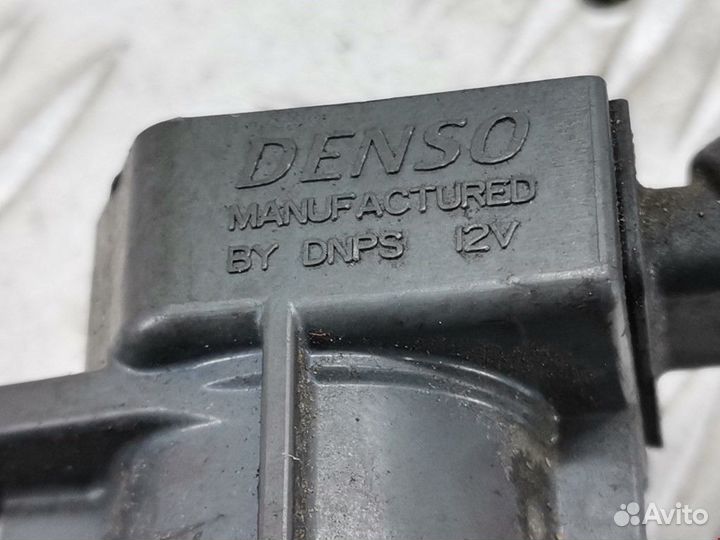 DENSO
MANUFACTURED
BY DNPS 12V
Avito